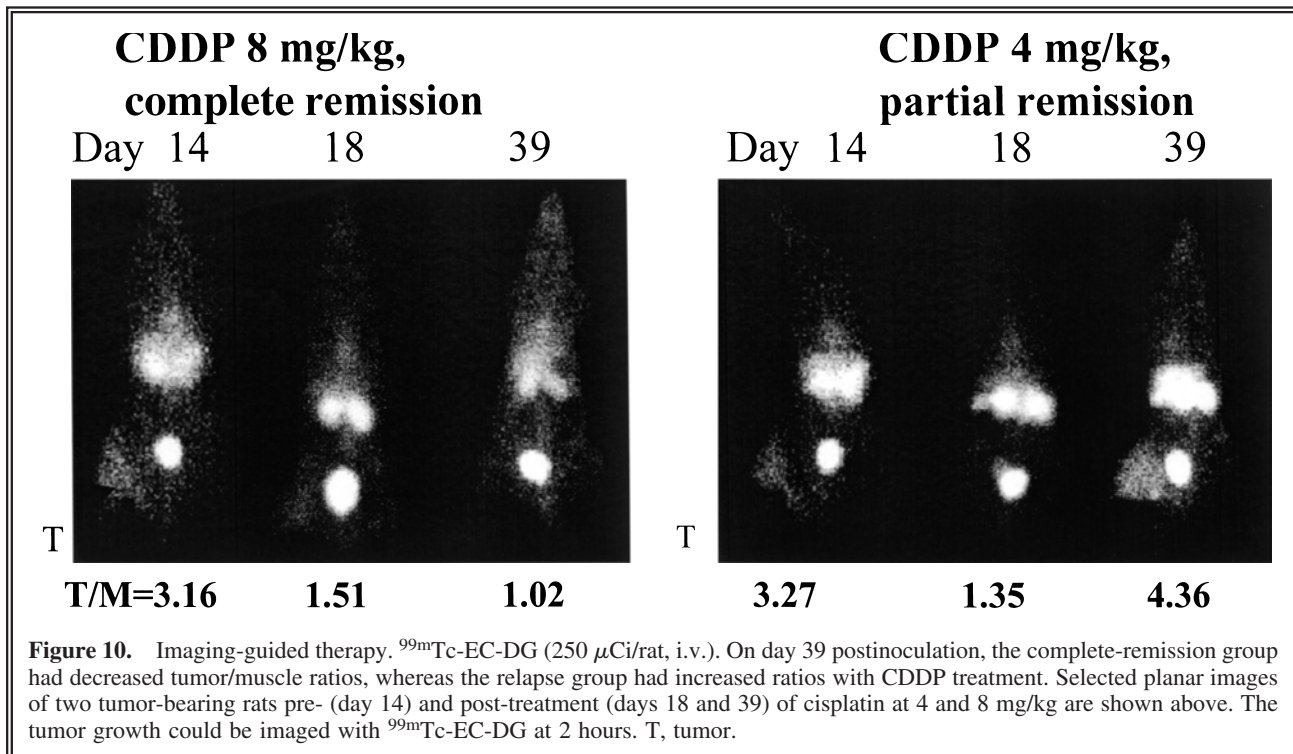 CDDP 8 mg/kg,
complete remission
Day 14 18 39
CDDP 4 mg/kg,
partial remission
Day 14 18 39
T
T
T/M=3.16 1.51 1.02
3.27 1.35 4.36
Figure 10. Imaging-guided therapy. ⁹⁹ᵐTc-EC-DG (250 μCi/rat, i.v.). On day 39 postinoculation, the complete-remission group
had decreased tumor/muscle ratios, whereas the relapse group had increased ratios with CDDP treatment. Selected planar images
of two tumor-bearing rats pre- (day 14) and post-treatment (days 18 and 39) of cisplatin at 4 and 8 mg/kg are shown above. The
tumor growth could be imaged with ⁹⁹ᵐTc-EC-DG at 2 hours. T, tumor.